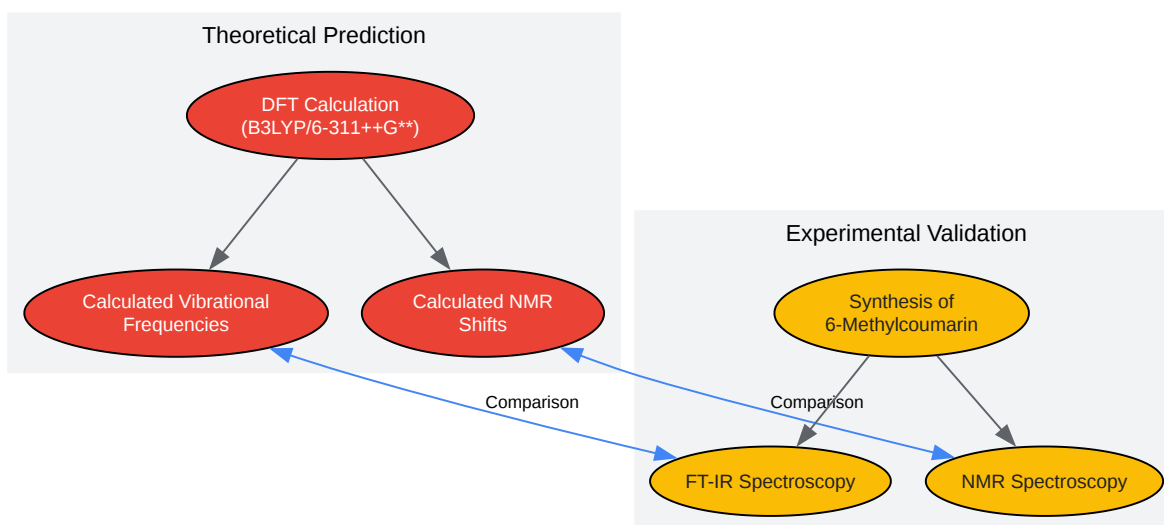 Theoretical Prediction
DFT Calculation
(B3LYP/6-311++G**)
Calculated Vibrational
Frequencies
Calculated NMR
Shifts
Experimental Validation
Synthesis of
6-Methylcoumarin
Comparison
Comparison
FT-IR Spectroscopy
NMR Spectroscopy